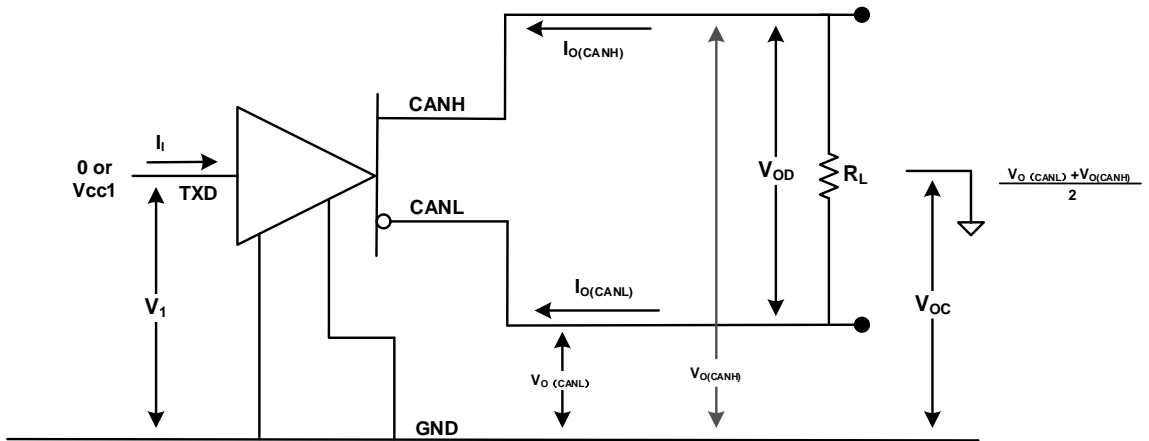 I_O(CANH)
CANH
I_I
0 or
Vcc1
TXD
V_OD
R_L
V_O（CANL）+V_O(CANH)
2
CANL
I_O(CANL)
V_1
V_OC
V_O（CANL）
V_O(CANH)
GND